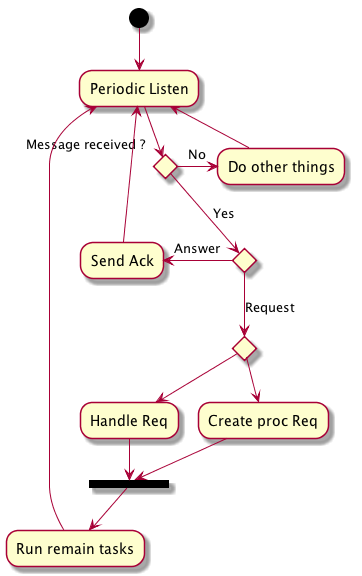 Periodic Listen
Message received ?
No
Do other things
Yes
Answer
Send Ack
Request
Handle Req
Create proc Req
Run remain tasks